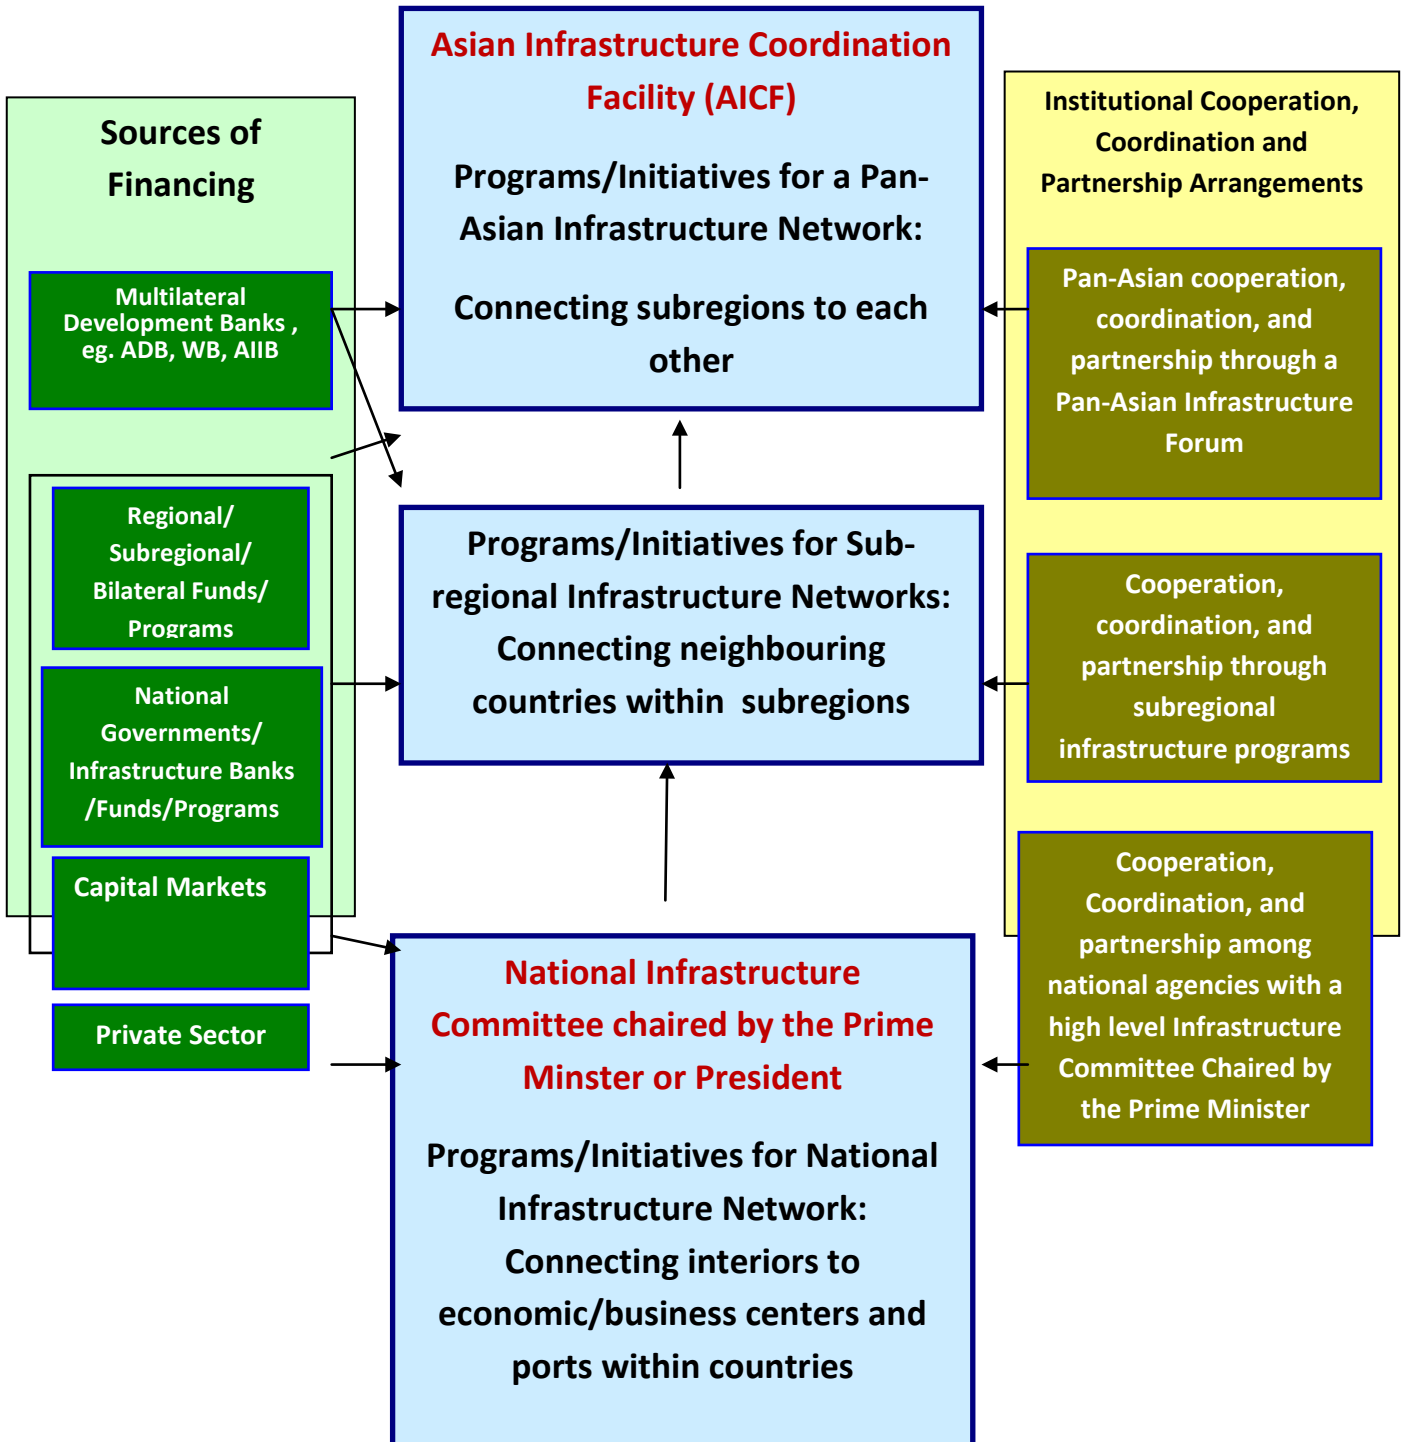 Asian Infrastructure Coordination
Facility (AICF)
Programs/Initiatives for a Pan-
Asian Infrastructure Network:
Connecting subregions to each
other
Sources of
Financing
Multilateral
Development Banks ,
eg. ADB, WB, AIIB
Regional/
Subregional/
Bilateral Funds/
Programs
National
Governments/
Infrastructure Banks
/Funds/Programs
Capital Markets
Private Sector
Programs/Initiatives for Sub-
regional Infrastructure Networks:
Connecting neighbouring
countries within  subregions
National Infrastructure
Committee chaired by the Prime
Minster or President
Programs/Initiatives for National
Infrastructure Network:
Connecting interiors to
economic/business centers and
ports within countries
Institutional Cooperation,
Coordination and
Partnership Arrangements
Pan-Asian cooperation,
coordination, and
partnership through a
Pan-Asian Infrastructure
Forum
Cooperation,
coordination, and
partnership through
subregional
infrastructure programs
Cooperation,
Coordination, and
partnership among
national agencies with a
high level Infrastructure
Committee Chaired by
the Prime Minister